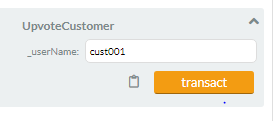 UpvoteCustomer
_userName: cust001
transact